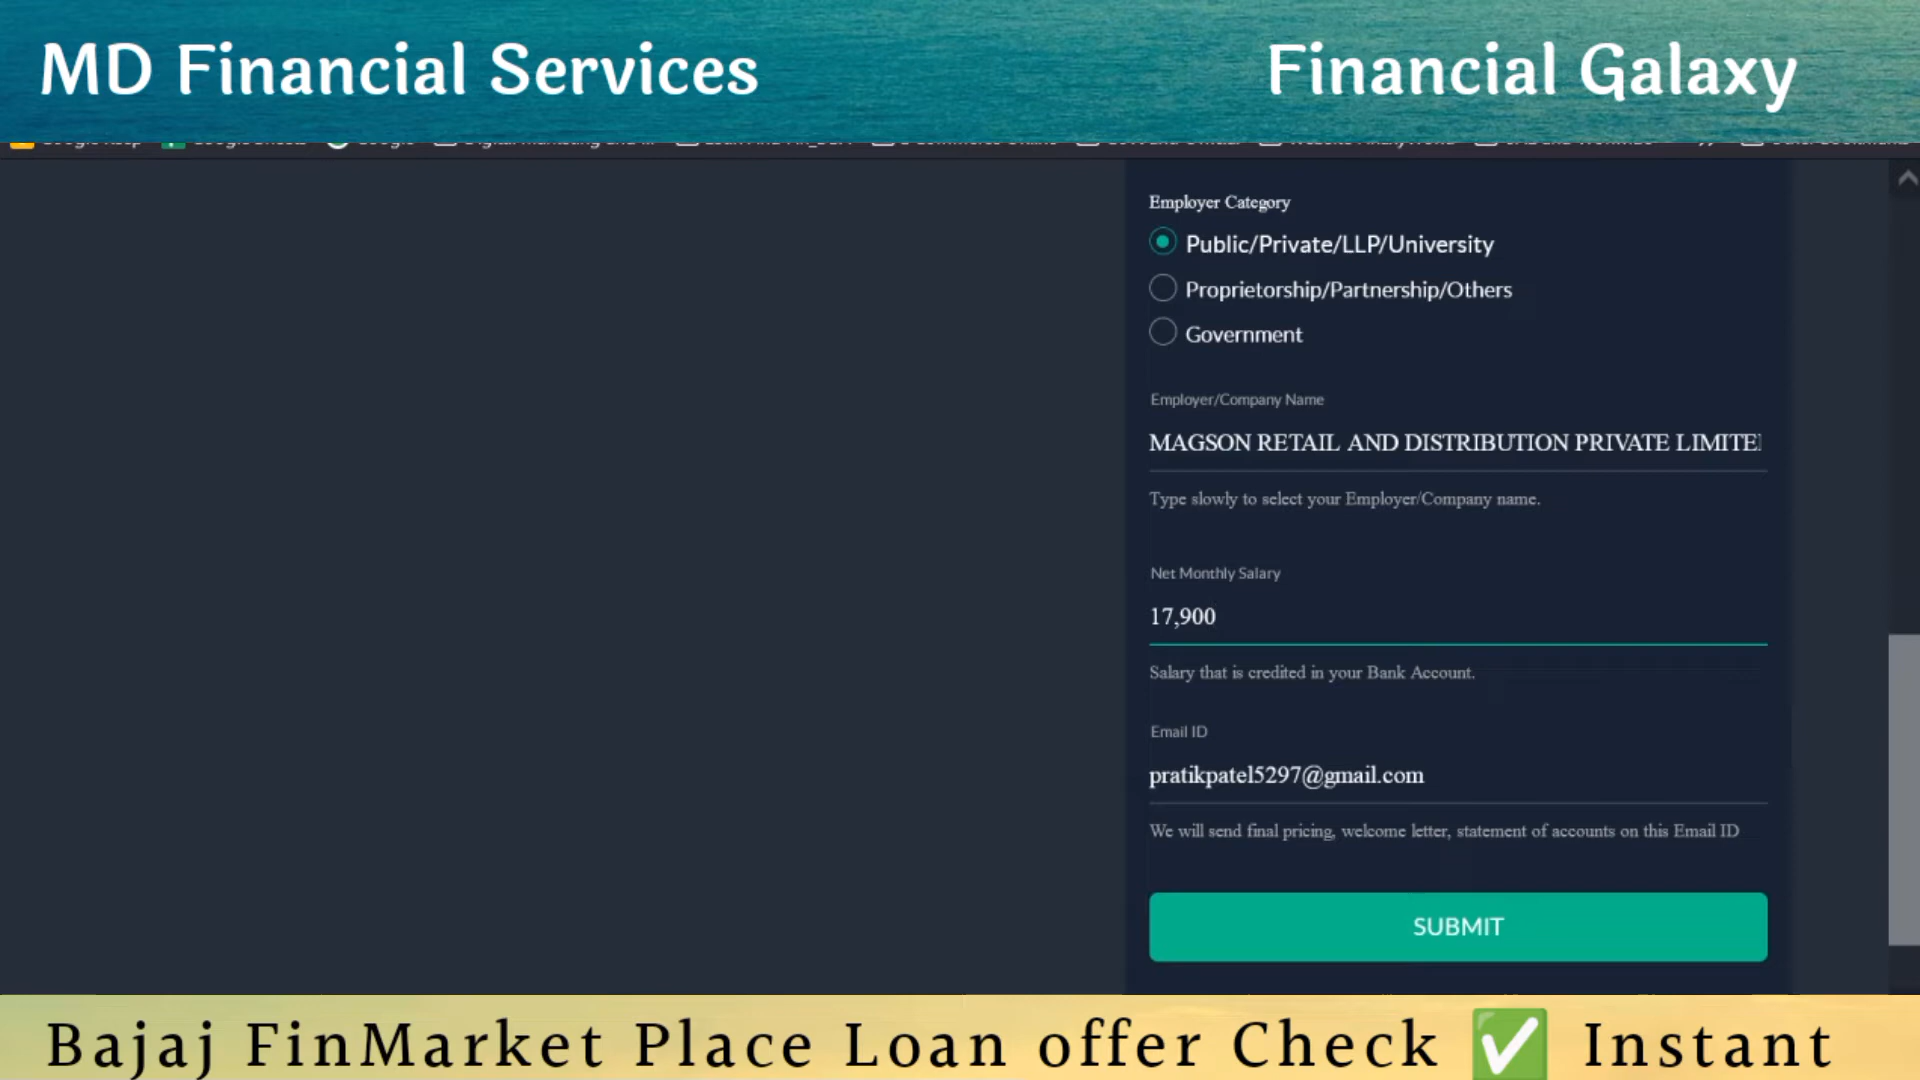 MD Financial Services
Financial Galaxy
Employer Category
Public/Private/LLP/University
Proprietorship/Partnership/Others
Government
Employer/Company Name
MAGSON RETAIL AND DISTRIBUTION PRIVATE LIMITE
Type slowly to select your Employer/Company name.
Net Monthly Salary
17,900
Salary that is credited in your Bank Account.
Email ID
pratikpatel5297@gmail.com
We will send final pricing, welcome letter, statement of accounts on this Email ID
SUBMIT
Bajaj FinMarket Place Loan offer Check ✅ Instant